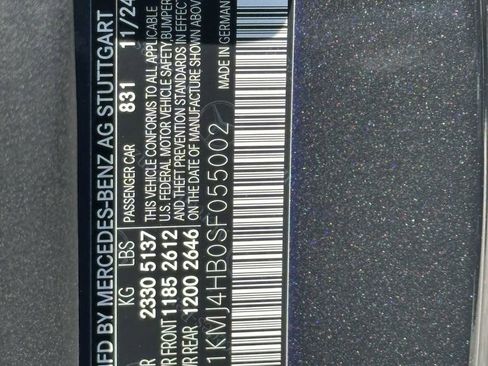 MFD BY MERCEDES-BENZ AG STUTTGART
KG LBS PASSENGER CAR 831 11/24
2330 5137 THIS VEHICLE CONFORMS TO ALL APPLICABLE
FRONT 1185 2612 U.S. FEDERAL MOTOR VEHICLE SAFETY, BUMPER
REAR 1200 2646 AND THEFT PREVENTION STANDARDS IN EFFECT
ON THE DATE OF MANUFACTURE SHOWN ABOVE
1KMJ4HB0SF055002 MADE IN GERMANY